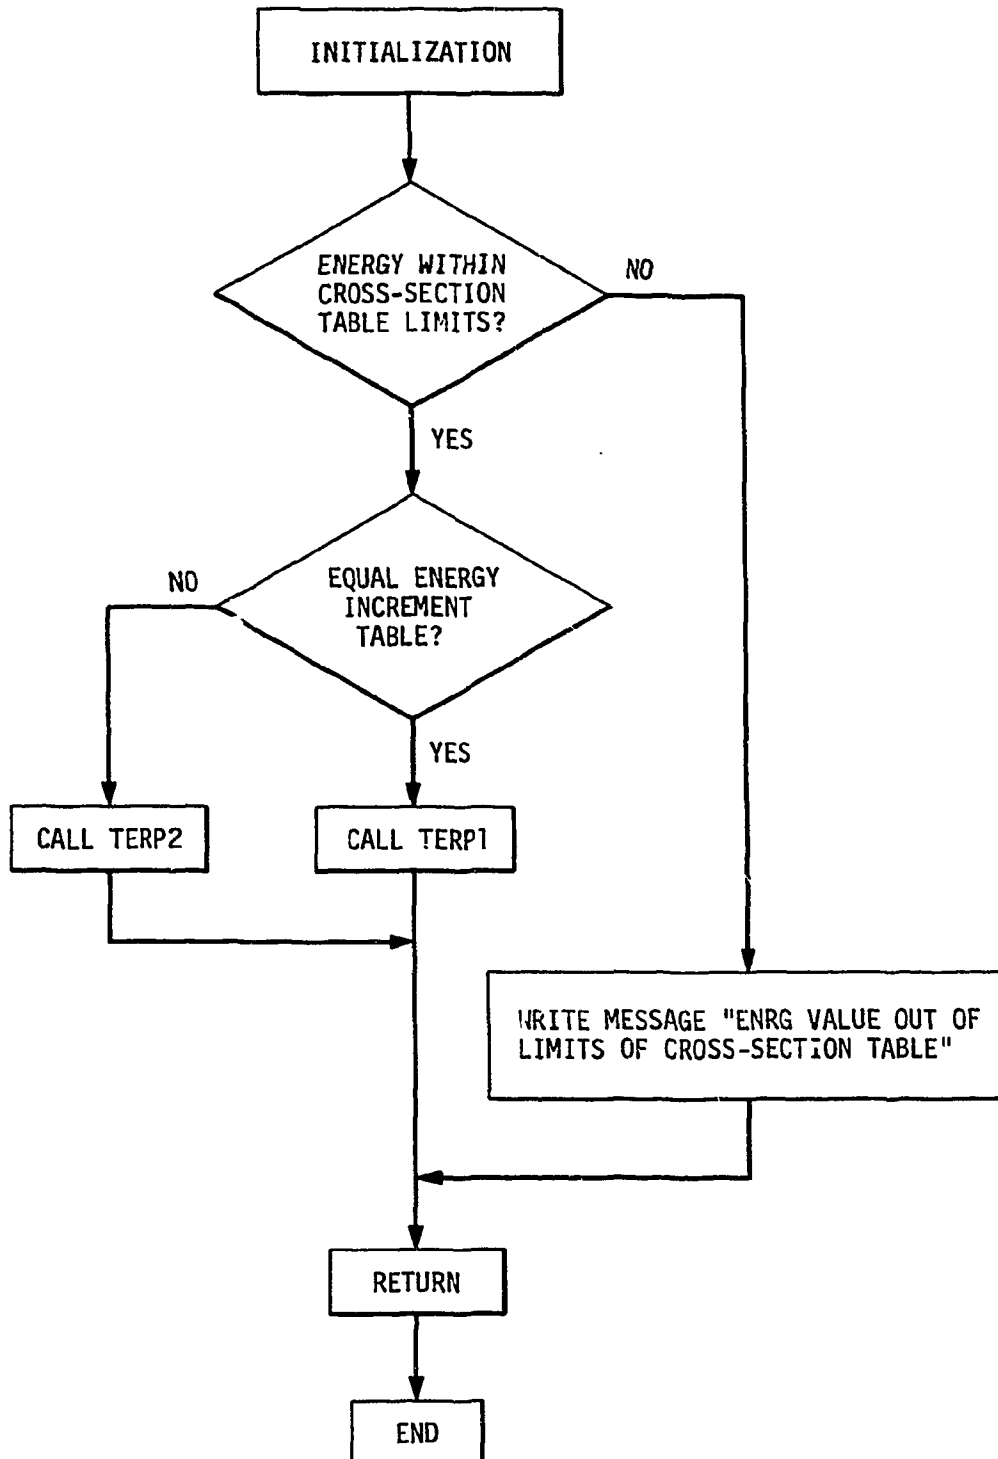 INITIALIZATION
ENERGY WITHIN
CROSS-SECTION
TABLE LIMITS?
NO
YES
EQUAL ENERGY
INCREMENT
TABLE?
NO
YES
CALL TERP2
CALL TERP1
WRITE MESSAGE "ENRG VALUE OUT OF
LIMITS OF CROSS-SECTION TABLE"
RETURN
END